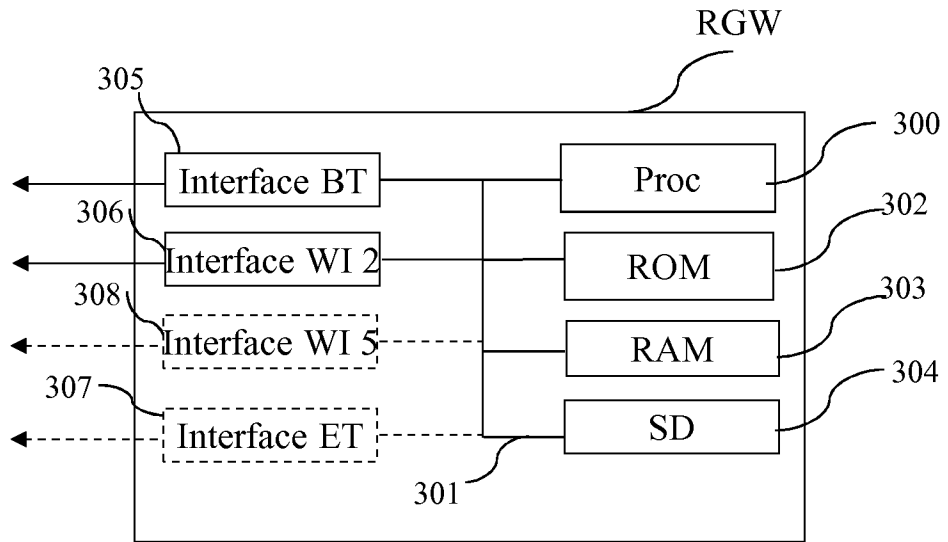 RGW
305
300
Interface BT
Proc
306
302
Interface WI 2
ROM
308
303
Interface WI 5
RAM
307
304
Interface ET
SD
301